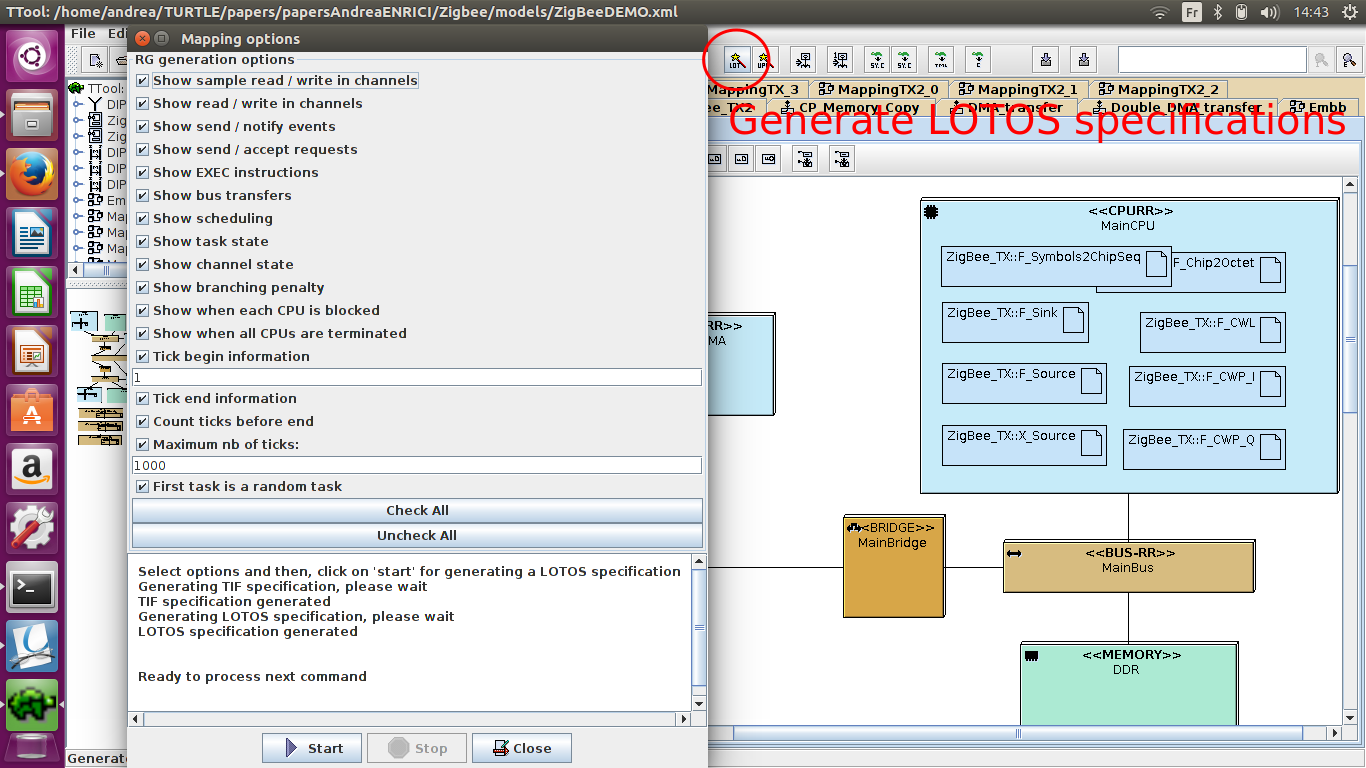 TTool: /home/andrea/TURTLE/papers/papersAndreaENRICI/Zigbee/models/ZigBeeDEMO.xml
Fr
14:43
File
Mapping options
RG generation options
Show sample read / write in channels
Show read / write in channels
Show send / notify events
Show send / accept requests
Show EXEC instructions
Show bus transfers
Show scheduling
Show task state
Show channel state
Show branching penalty
Show when each CPU is blocked
Show when all CPUs are terminated
Tick begin information
1
Tick end information
Count ticks before end
Maximum nb of ticks:
1000
First task is a random task
Check All
Uncheck All
Select options and then, click on 'start' for generating a LOTOS specification
Generating TIF specification, please wait
TIF specification generated
Generating LOTOS specification, please wait
LOTOS specification generated
Ready to process next command
Start
Stop
Close
TTool:
DIP
Zig
Zig
DIP
DIP
DIP
Em
Map
Map
Map
Generate
LOT
SY.C
SY.C
TML
C
MappingTX_3
MappingTX2_0
MappingTX2_1
MappingTX2_2
ee_TX2
CP_Memory_Copy
DMA_transfer
Double_DMA_transfer
Embb
Generate LOTOS specifications
RR>>
MA
<<CPURR>>
MainCPU
ZigBee_TX::F_Symbols2ChipSeq
F_Chip2Octet
ZigBee_TX::F_Sink
ZigBee_TX::F_CWL
ZigBee_TX::F_Source
ZigBee_TX::F_CWP_I
ZigBee_TX::X_Source
ZigBee_TX::F_CWP_Q
<BRIDGE>>
MainBridge
<<BUS-RR>>
MainBus
<<MEMORY>>
DDR